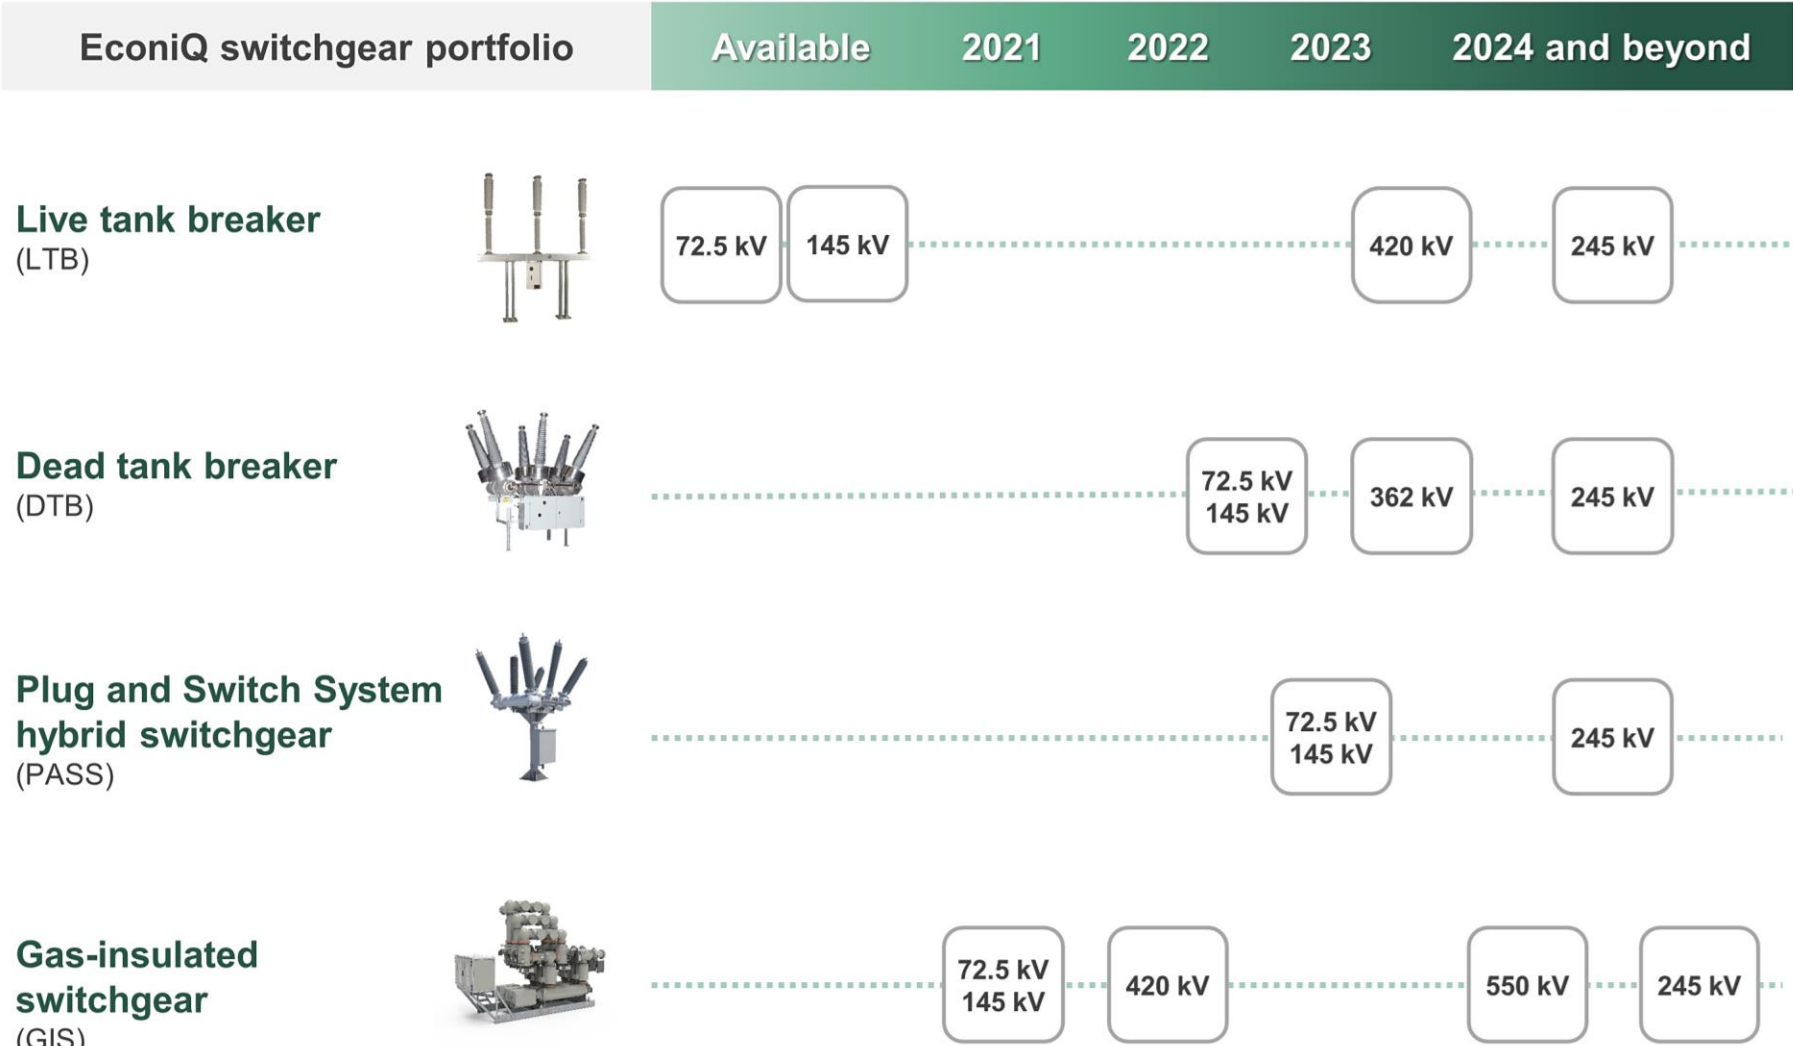 EconiQ switchgear portfolio Available 2021 2022 2023 2024 and beyond
Live tank breaker
(LTB)
72.5 kV 145 kV 420 kV 245 kV
Dead tank breaker
(DTB)
72.5 kV
145 kV
362 kV 245 kV
Plug and Switch System
hybrid switchgear
(PASS)
72.5 kV
145 kV
245 kV
Gas-insulated
switchgear
(GIS)
72.5 kV
145 kV
420 kV 550 kV 245 kV